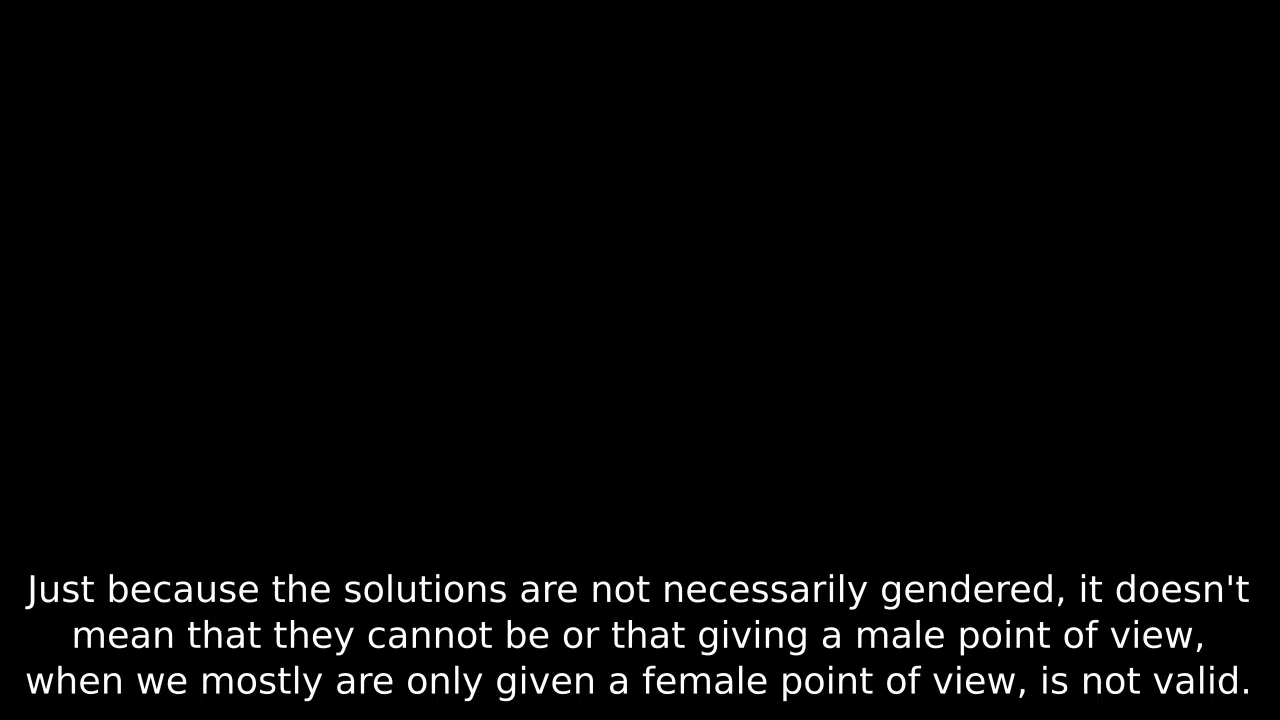 Just because the solutions are not necessarily gendered, it doesn't
mean that they cannot be or that giving a male point of view,
when we mostly are only given a female point of view, is not valid.